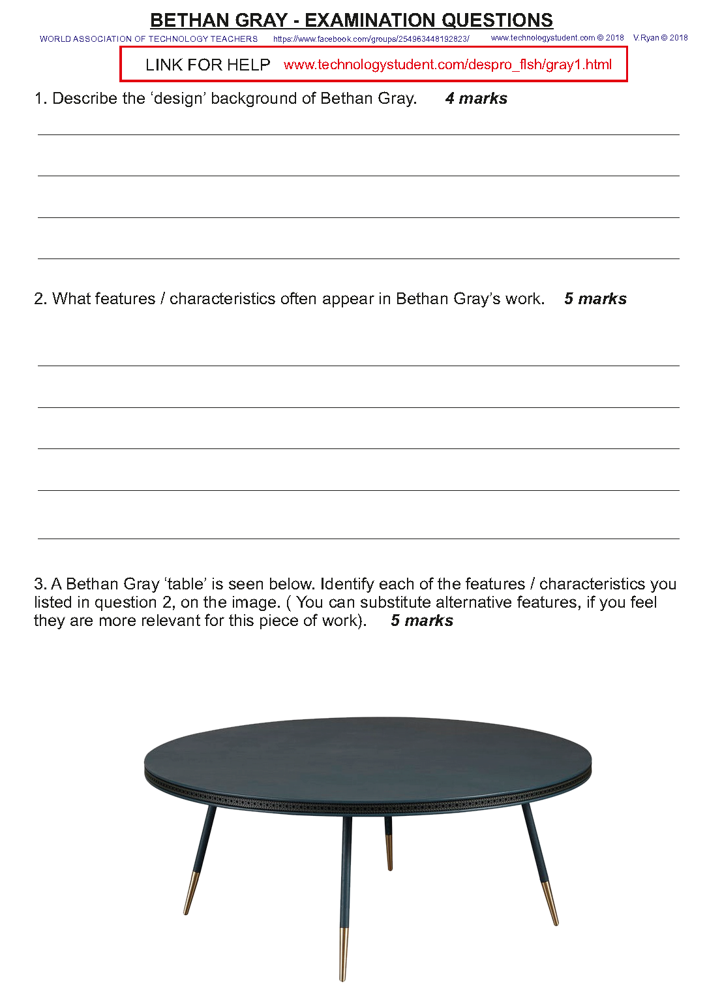 BETHAN GRAY - EXAMINATION QUESTIONS
WORLD ASSOCIATION OF TECHNOLOGY TEACHERS https://www.facebook.com/groups/254963448192823/ www.technologystudent.com © 2018 V.Ryan © 2018
LINK FOR HELP www.technologystudent.com/despro_flsh/gray1.html
1. Describe the ‘design’ background of Bethan Gray. 4 marks
2. What features / characteristics often appear in Bethan Gray’s work. 5 marks
3. A Bethan Gray ‘table’ is seen below. Identify each of the features / characteristics you
listed in question 2, on the image. ( You can substitute alternative features, if you feel
they are more relevant for this piece of work). 5 marks